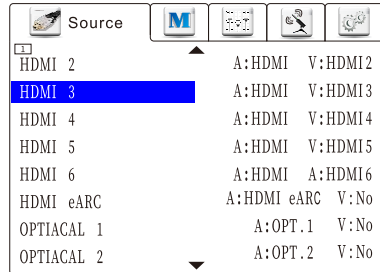 Source M
1
HDMI 2 A:HDMI V:HDMI2
HDMI 3 A:HDMI V:HDMI3
HDMI 4 A:HDMI V:HDMI4
HDMI 5 A:HDMI V:HDMI5
HDMI 6 A:HDMI A:HDMI6
HDMI eARC A:HDMI eARC V:No
OPTIACAL 1 A:OPT.1 V:No
OPTIACAL 2 A:OPT.2 V:No